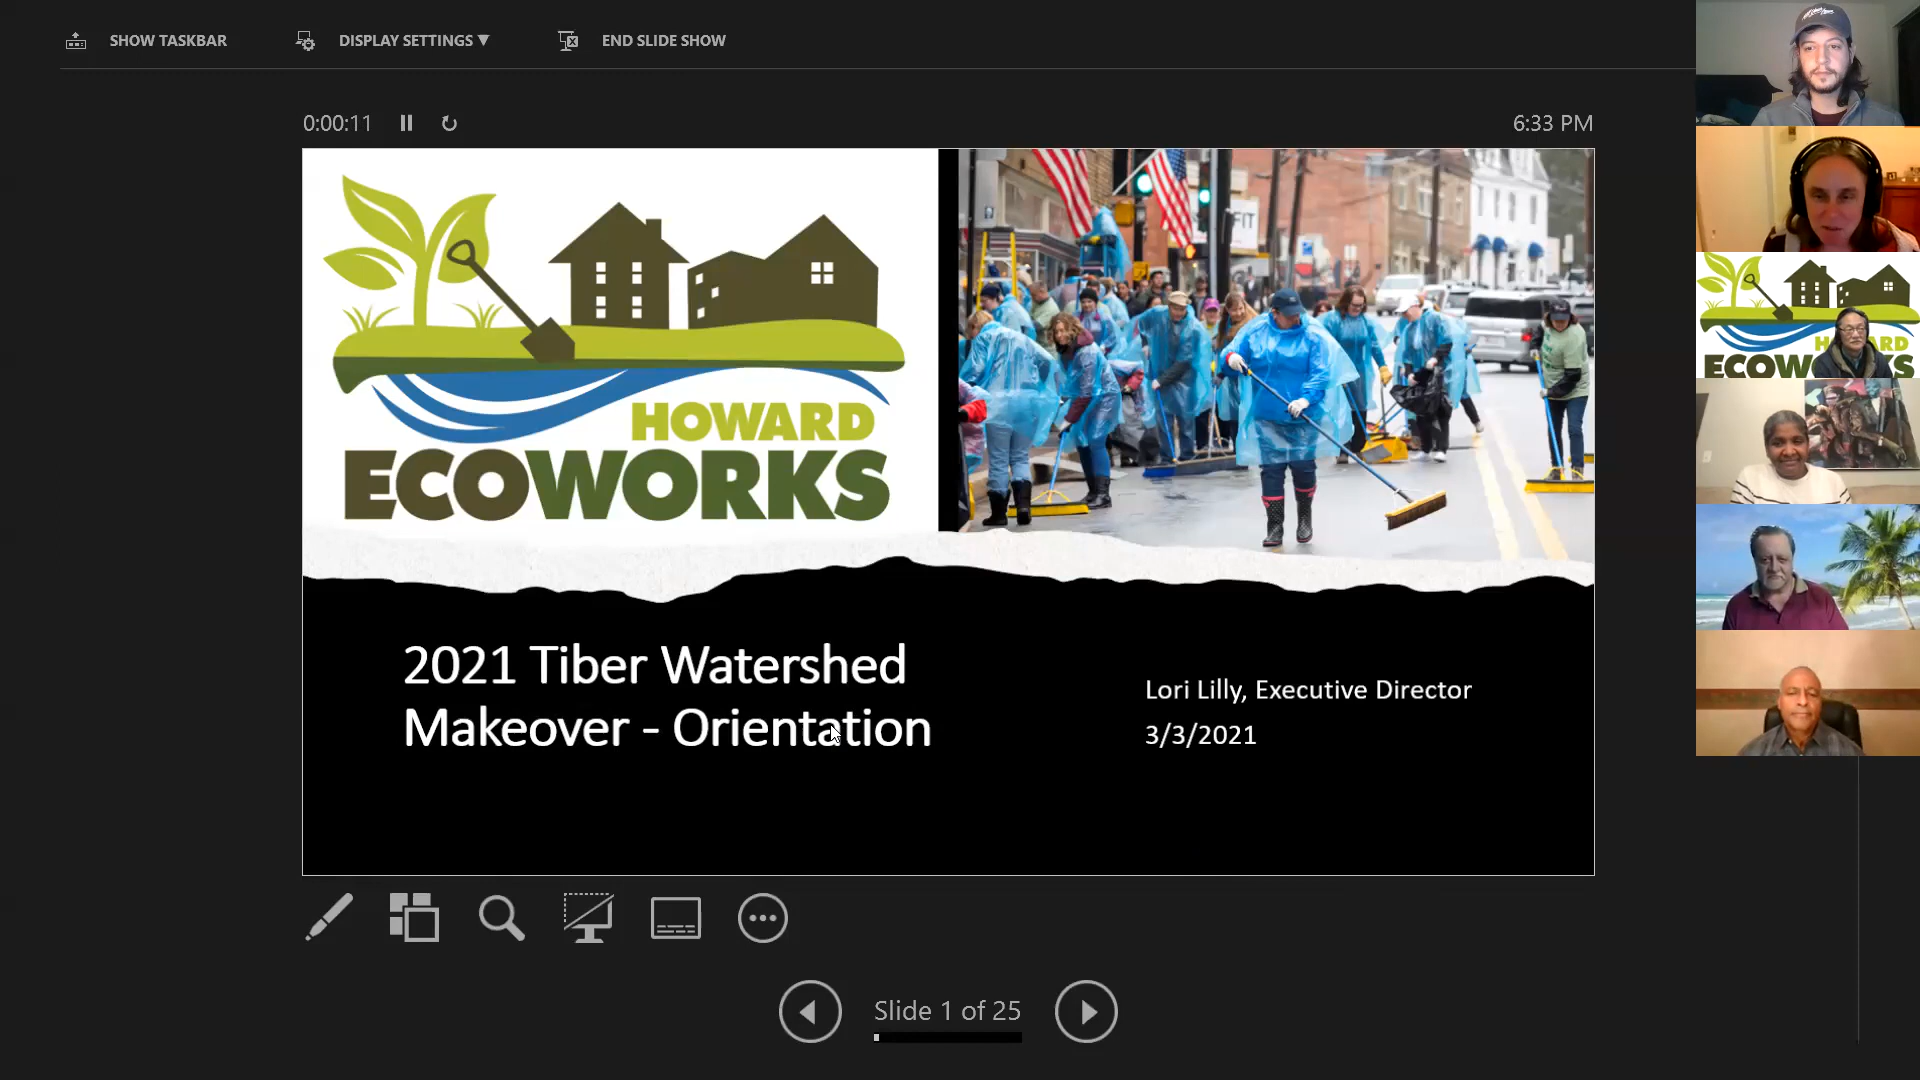 SHOW TASKBAR
DISPLAY SETTINGS ▼
END SLIDE SHOW
0:00:11
6:33 PM
HOWARD
ECOWORKS
FIT
2021 Tiber Watershed
Makeover - Orientation
Lori Lilly, Executive Director
3/3/2021
Slide 1 of 25